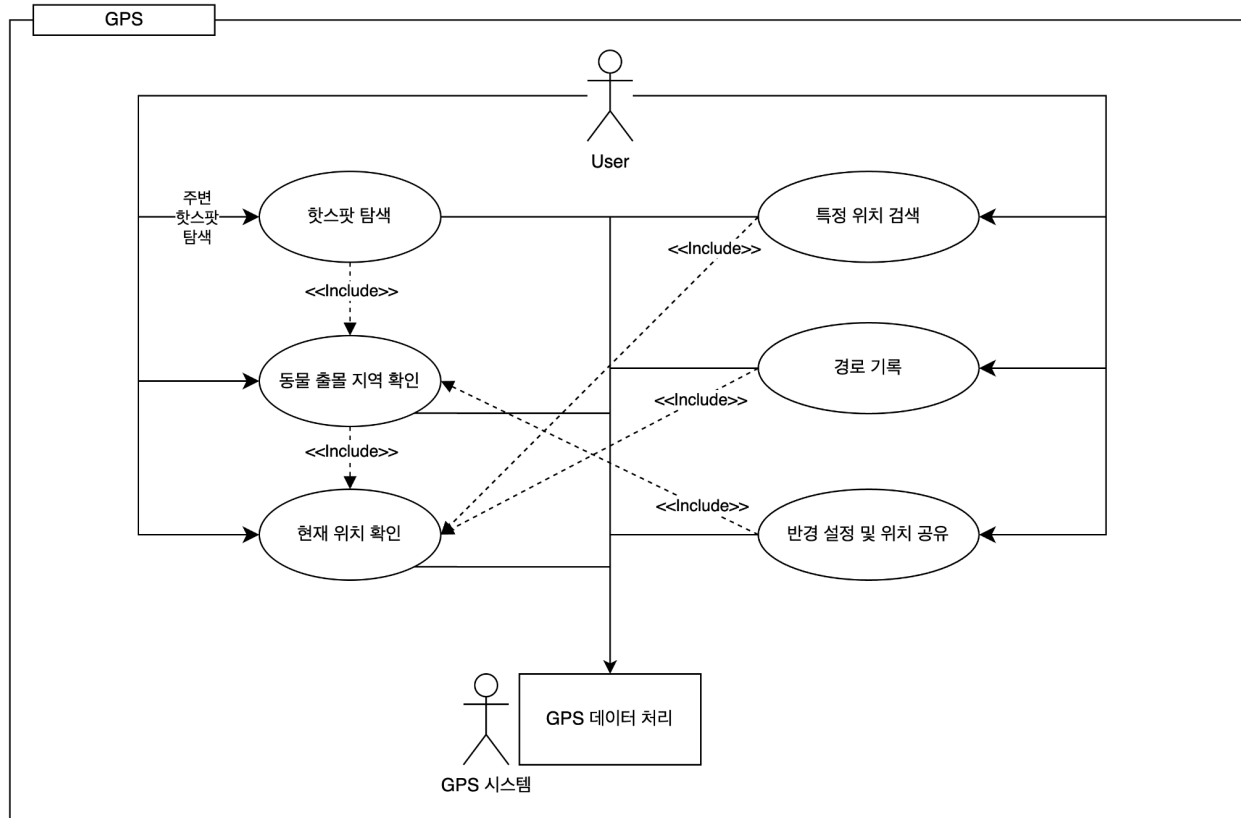 GPS
User
주변
핫스팟
탐색
핫스팟 탐색
특정 위치 검색
<<Include>>
<<Include>>
동물 출몰 지역 확인
경로 기록
<<Include>>
<<Include>>
<<Include>>
현재 위치 확인
반경 설정 및 위치 공유
GPS 데이터 처리
GPS 시스템